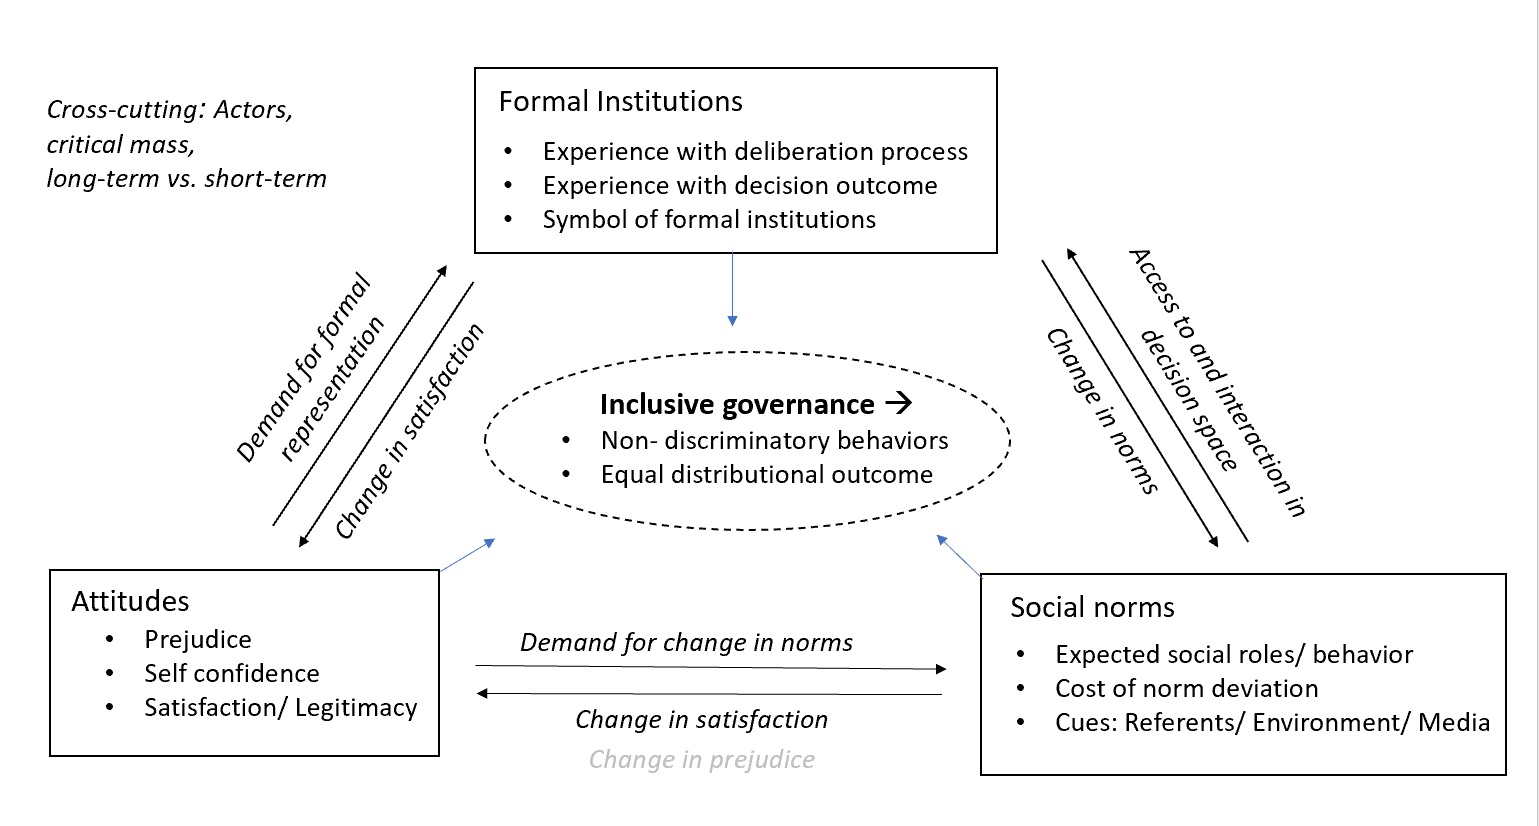 Cross-cutting: Actors,
critical mass,
long-term vs. short-term
Formal Institutions
• Experience with deliberation process
• Experience with decision outcome
• Symbol of formal institutions
Demand for formal
representation
Change in satisfaction
Access to and interaction in
decision space
Change in norms
Inclusive governance →
• Non- discriminatory behaviors
• Equal distributional outcome
Attitudes
• Prejudice
• Self confidence
• Satisfaction/ Legitimacy
Demand for change in norms
Change in satisfaction
Change in prejudice
Social norms
• Expected social roles/ behavior
• Cost of norm deviation
• Cues: Referents/ Environment/ Media